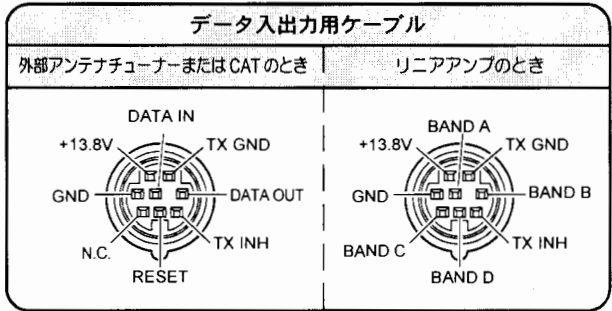 データ入出力用ケーブル
外部アンテナチューナーまたはCATのとき
リニアアンプのとき
DATA IN
+13.8V
TX GND
GND
DATA OUT
N.C.
TX INH
RESET
BAND A
+13.8V
TX GND
GND
BAND B
BAND C
TX INH
BAND D